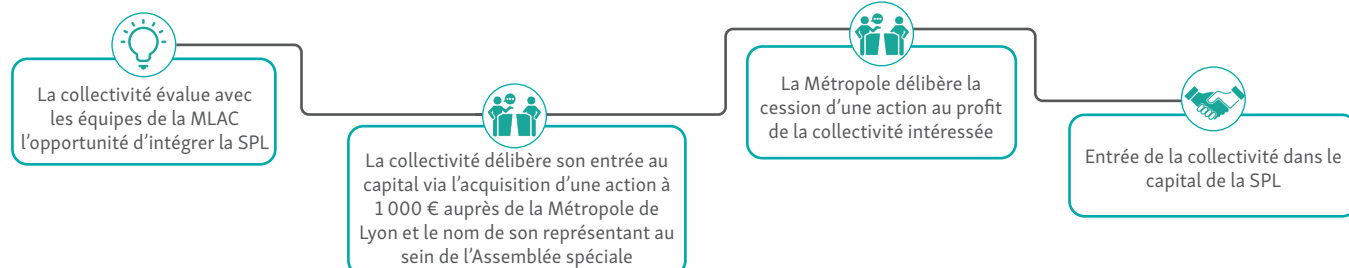 La collectivité évalue avec
les équipes de la MLAC
l'opportunité d'intégrer la SPL
La collectivité délibère son entrée au
capital via l'acquisition d'une action à
1 000 € auprès de la Métropole de
Lyon et le nom de son représentant au
sein de l'Assemblée spéciale
La Métropole délibère la
cession d'une action au profit
de la collectivité intéressée
Entrée de la collectivité dans le
capital de la SPL